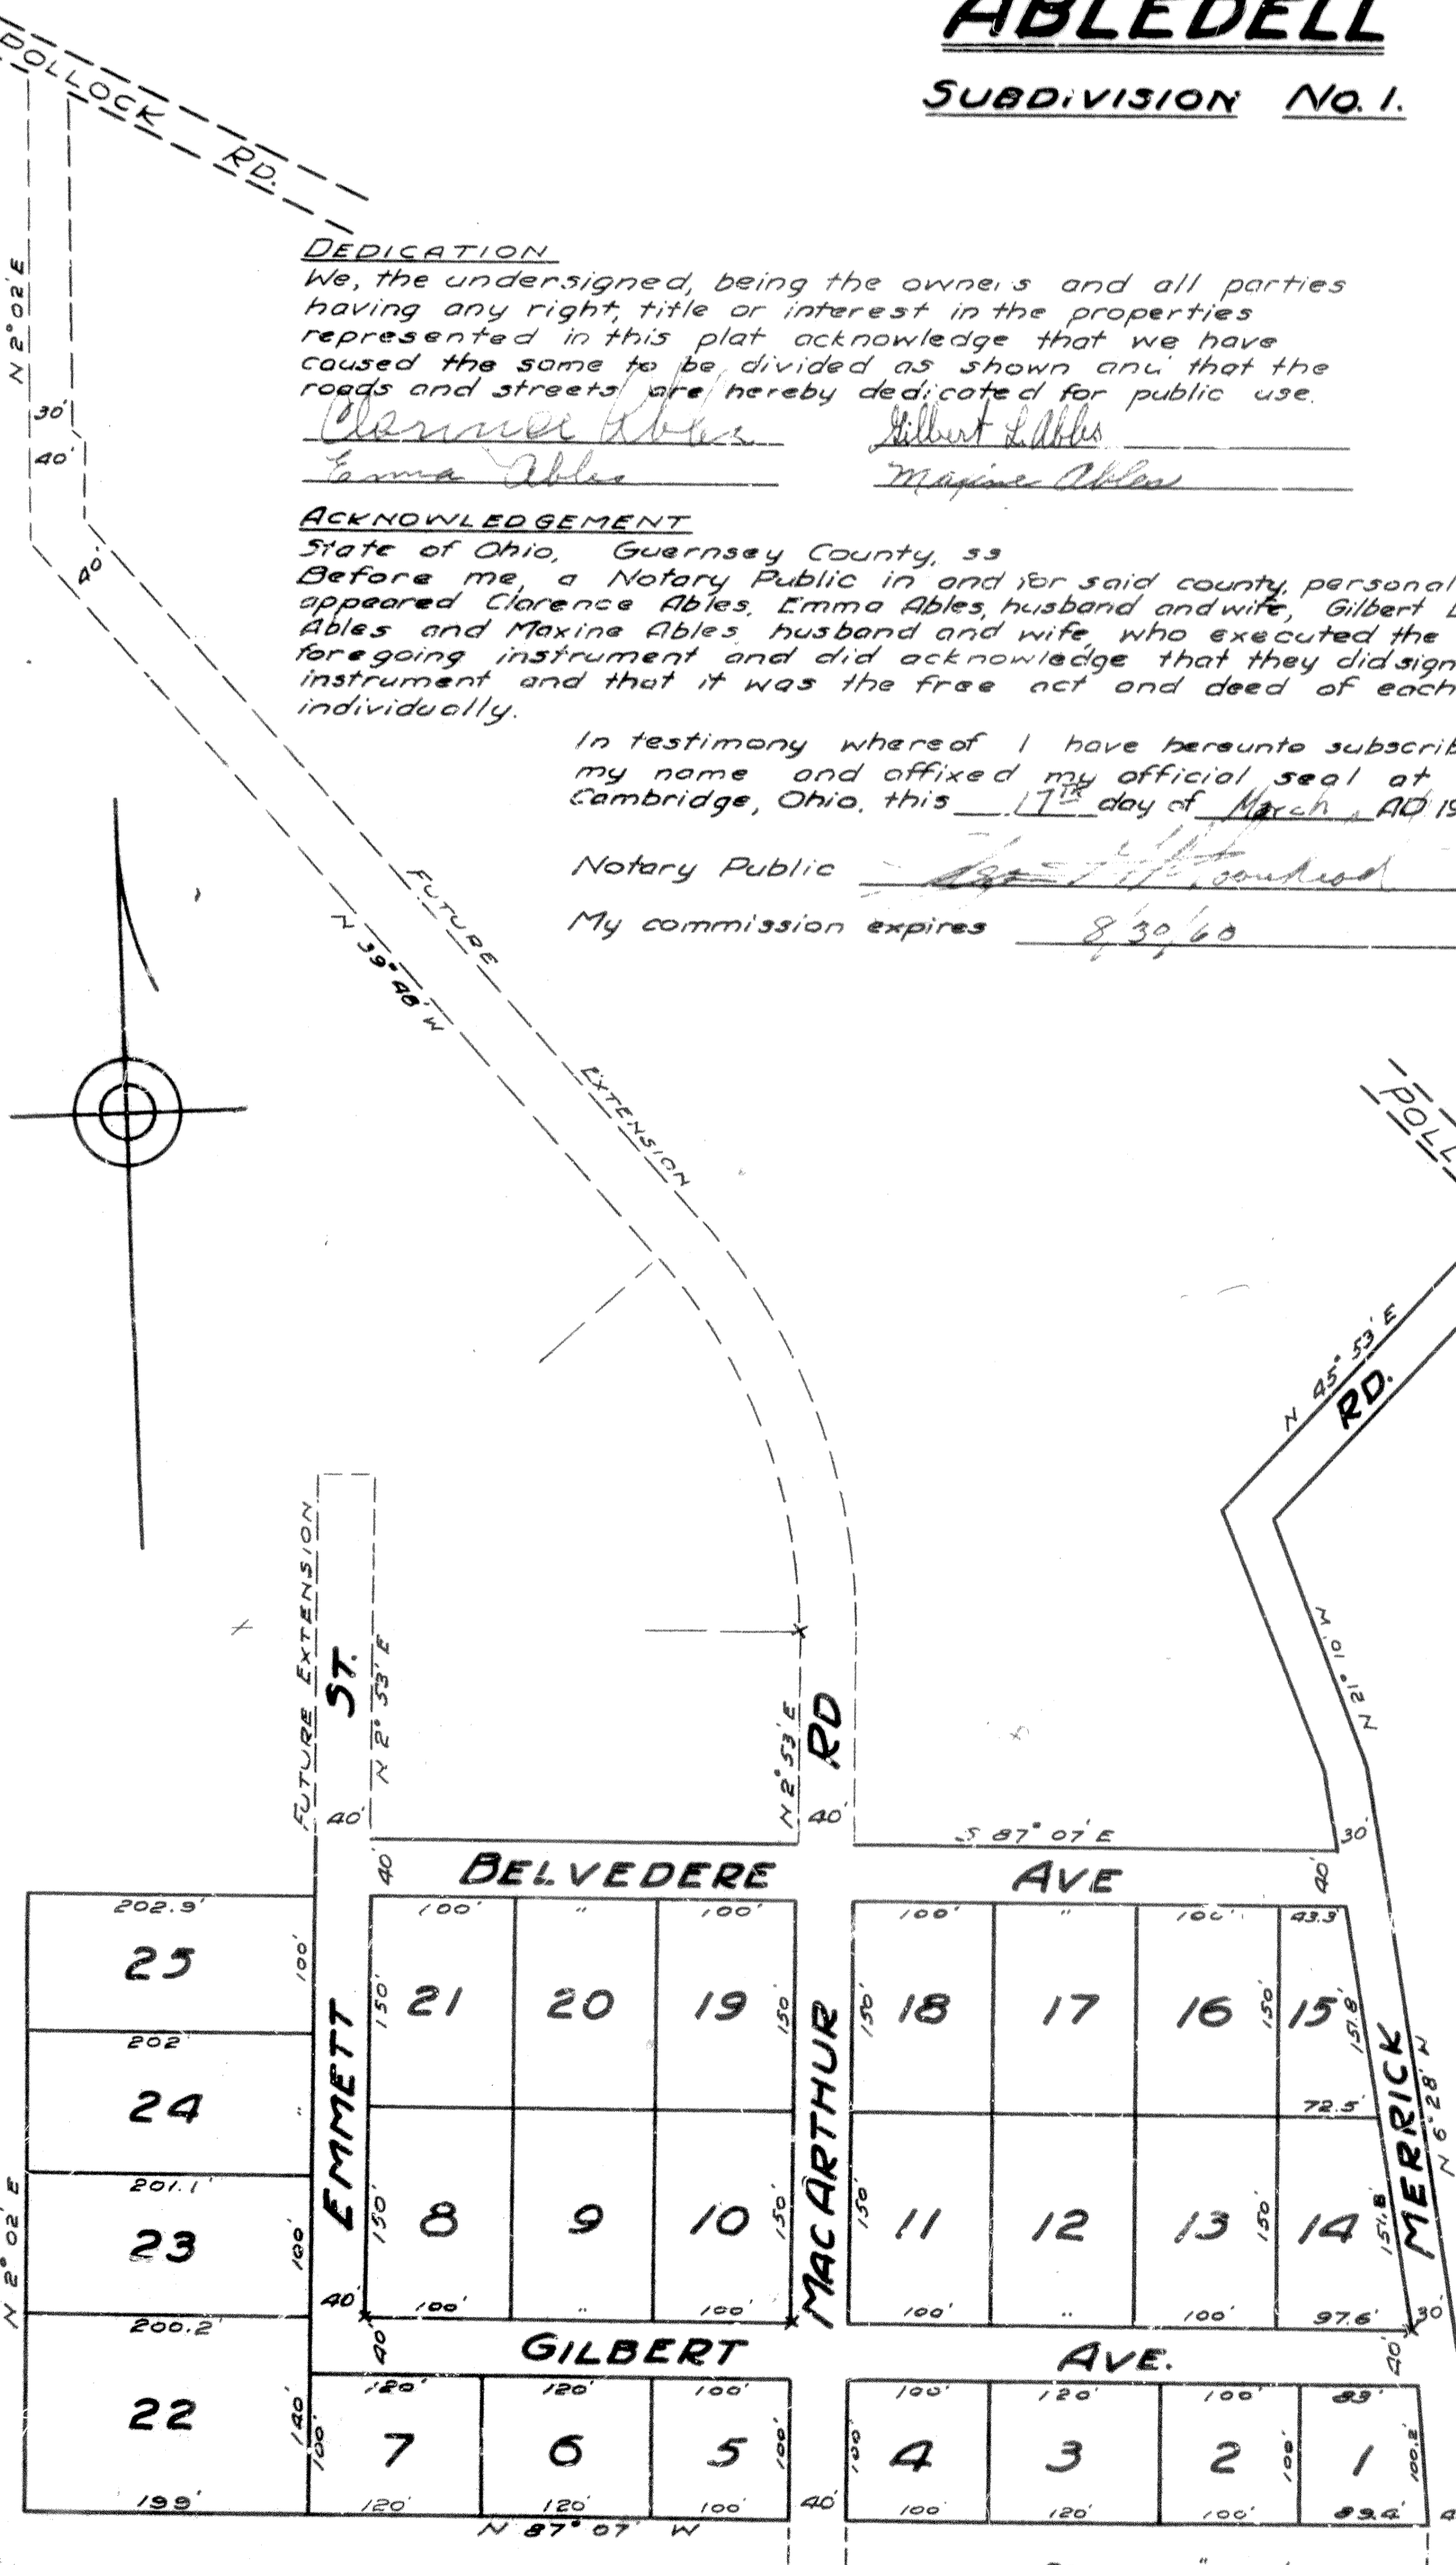 ABLEDELL
SUBDIVISION No. 1.
POLLOCK RD.
DEDICATION
We, the undersigned, being the owners and all parties
having any right, title or interest in the properties
represented in this plat acknowledge that we have
caused the same to be divided as shown and that the
roads and streets are hereby dedicated for public use.
Clarence Ables Gilbert L. Ables
Emma Ables Maxine Ables
ACKNOWLEDGEMENT
State of Ohio, Guernsey County, ss
Before me, a Notary Public in and for said county, personal
appeared Clarence Ables, Emma Ables, husband and wife, Gilbert L
Ables and Maxine Ables, husband and wife, who executed the
foregoing instrument and did acknowledge that they did sign
instrument and that it was the free act and deed of each
individually.
In testimony whereof I have hereunto subscrib
my name and affixed my official seal at
Cambridge, Ohio, this 17th day of March, AD 19
Notary Public
My commission expires 8/30/60
N 2° 02' E
30'
40'
40'
FUTURE EXTENSION
N 39° 48' W
POLL
N 45° 53' E
RD.
N 21° 10' W
FUTURE EXTENSION
ST.
N 2° 53' E
N 2° 53' E
RD
40'
40'
S 87° 07' E
30'
40'
BELVEDERE AVE
40'
202.9'
100' " 100'
100' " 100' 43.3'
25
100'
EMMETT
150'
21
20
19
150'
MACARTHUR
150'
18
17
16
150'
15
151.8'
MERRICK
N 6° 28' W
202'
24
"
72.5'
201.1'
23
100'
N 2° 02' E
150'
8
9
10
150'
150'
11
12
13
150'
14
151.8'
40'
100' " 100'
100' " 100' 97.6'
30'
200.2'
40'
GILBERT AVE.
40'
120' 120' 100'
100' 120' 100' 89'
22
140'
100'
7
6
5
100'
100'
4
3
2
100'
1
100.2'
199'
120' 120' 100'
40'
100' 120' 100' 89.4'
4
N 87° 07' W
"